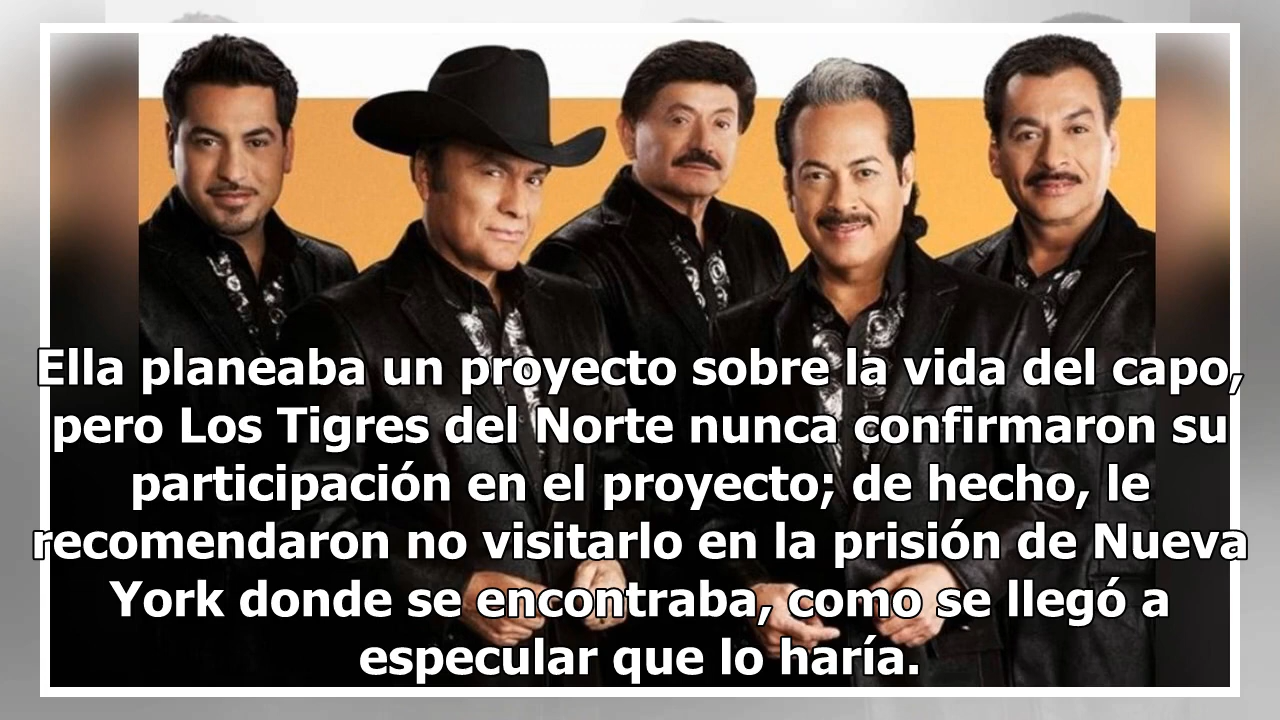 Ella planeaba un proyecto sobre la vida del capo,
pero Los Tigres del Norte nunca confirmaron su
participación en el proyecto; de hecho, le
recomendaron no visitarlo en la prisión de Nueva
York donde se encontraba, como se llegó a
especular que lo haría.